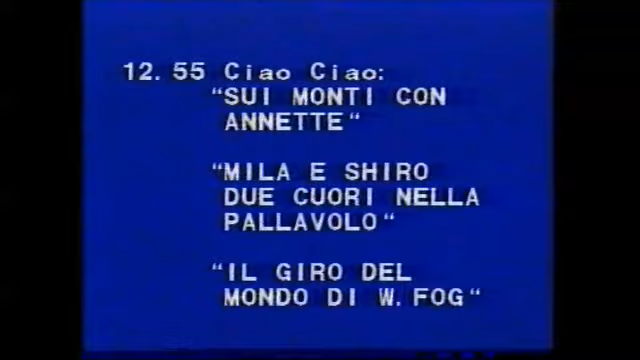 12.55 Ciao Ciao:
"SUI MONTI CON
ANNETTE"
"MILA E SHIRO
DUE CUORI NELLA
PALLAVOLO"
"IL GIRO DEL
MONDO DI W.FOG"